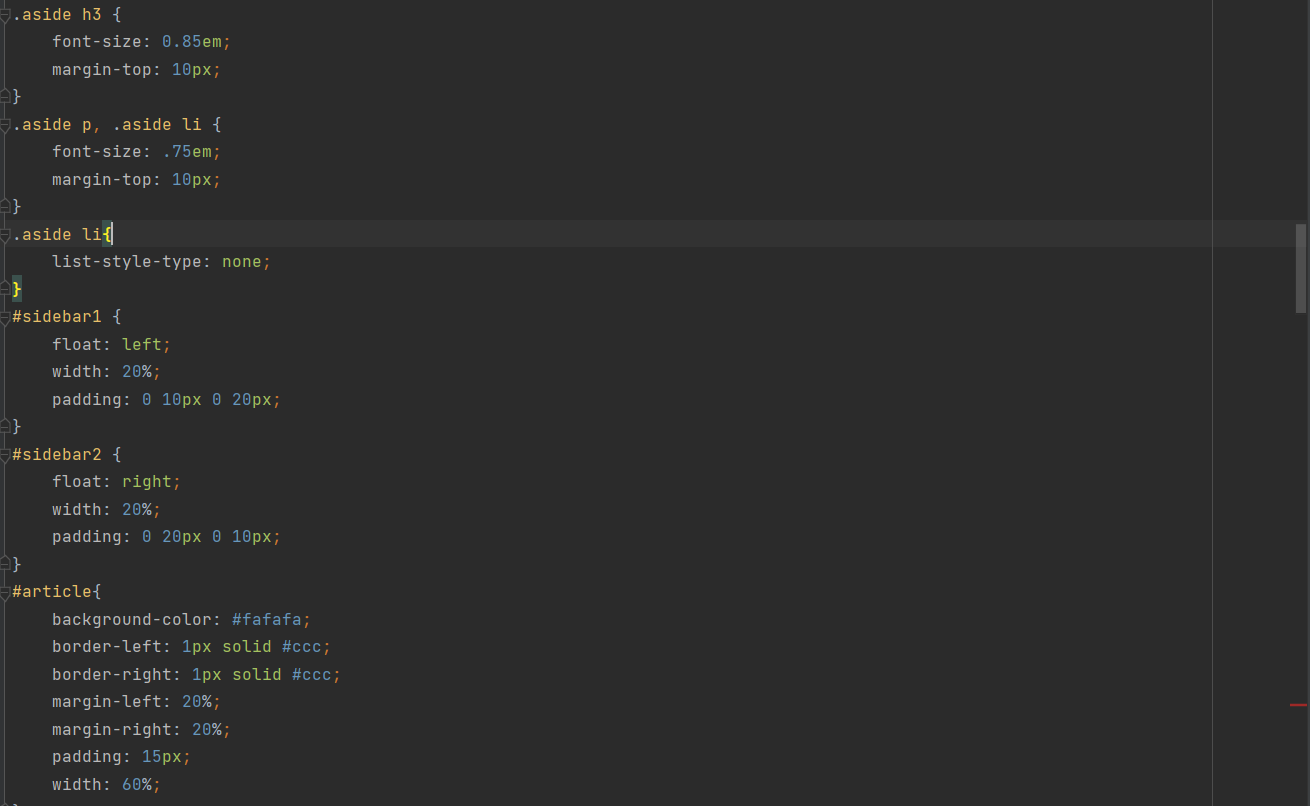 .aside h3 {
    font-size: 0.85em;
    margin-top: 10px;
}
.aside p, .aside li {
    font-size: .75em;
    margin-top: 10px;
}
.aside li{
    list-style-type: none;
}
#sidebar1 {
    float: left;
    width: 20%;
    padding: 0 10px 0 20px;
}
#sidebar2 {
    float: right;
    width: 20%;
    padding: 0 20px 0 10px;
}
#article{
    background-color: #fafafa;
    border-left: 1px solid #ccc;
    border-right: 1px solid #ccc;
    margin-left: 20%;
    margin-right: 20%;
    padding: 15px;
    width: 60%;